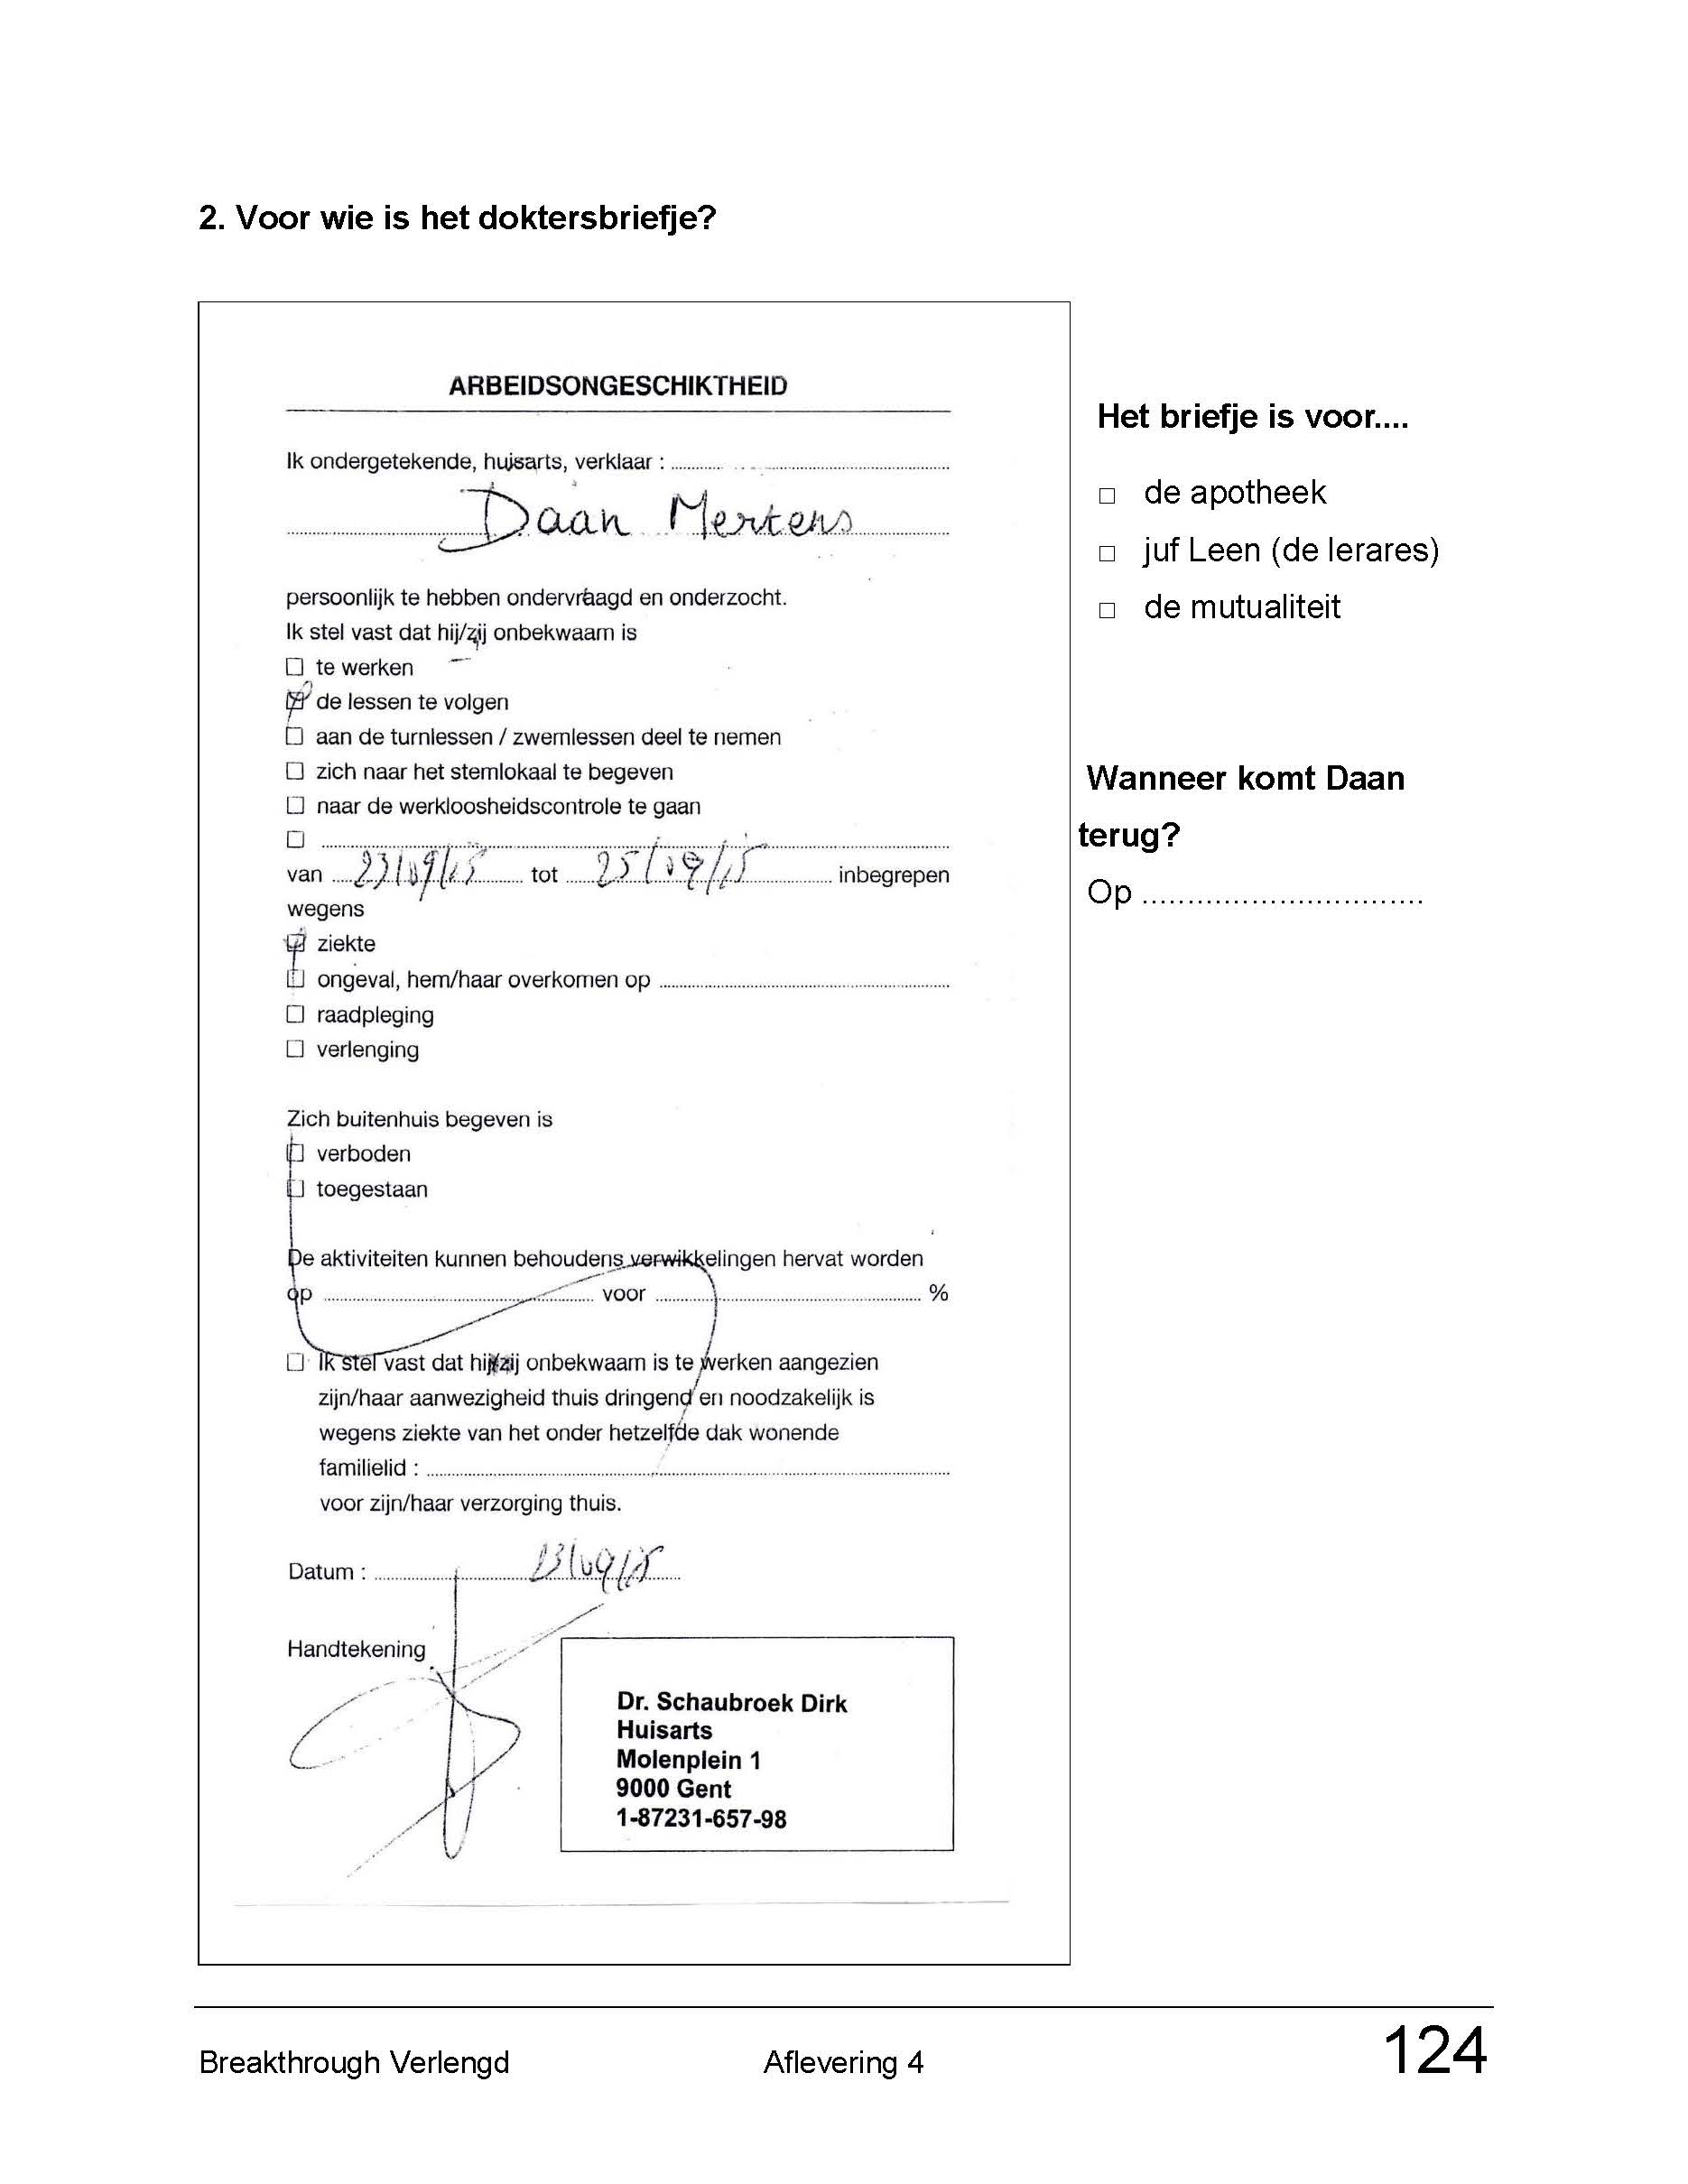 2. Voor wie is het doktersbriefje?
ARBEIDSONGESCHIKTHEID
Ik ondergetekende, huisarts, verklaar :
Daan Mertens
persoonlijk te hebben ondervraagd en onderzocht.
Ik stel vast dat hij/zij onbekwaam is
te werken
de lessen te volgen
aan de turnlessen / zwemlessen deel te nemen
zich naar het stemlokaal te begeven
naar de werkloosheidscontrole te gaan
van 23/09/15 tot 25/09/15 inbegrepen
wegens
ziekte
ongeval, hem/haar overkomen op
raadpleging
verlenging
Zich buitenhuis begeven is
verboden
toegestaan
De aktiviteiten kunnen behoudens verwikkelingen hervat worden
op voor %
Ik stel vast dat hij/zij onbekwaam is te werken aangezien
zijn/haar aanwezigheid thuis dringend en noodzakelijk is
wegens ziekte van het onder hetzelfde dak wonende
familielid :
voor zijn/haar verzorging thuis.
Datum : 23/09/15
Handtekening
Dr. Schaubroek Dirk
Huisarts
Molenplein 1
9000 Gent
1-87231-657-98
Het briefje is voor....
de apotheek
juf Leen (de lerares)
de mutualiteit
Wanneer komt Daan
terug?
Op ...............................
Breakthrough Verlengd Aflevering 4 124